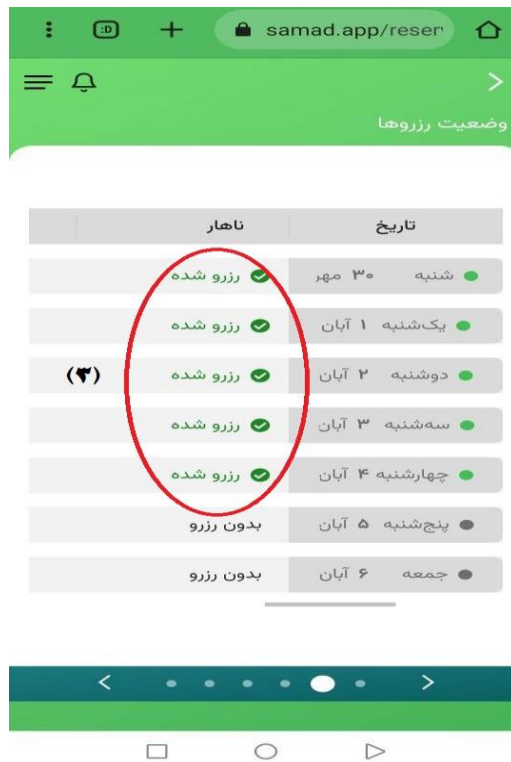 :D + samad.app/reser
وضعیت رزروها
تاریخ ناهار
شنبه ۳۰ مهر رزرو شده
یک‌شنبه ۱ آبان رزرو شده
دوشنبه ۲ آبان رزرو شده (۳)
سه‌شنبه ۳ آبان رزرو شده
چهارشنبه ۴ آبان رزرو شده
پنج‌شنبه ۵ آبان بدون رزرو
جمعه ۶ آبان بدون رزرو